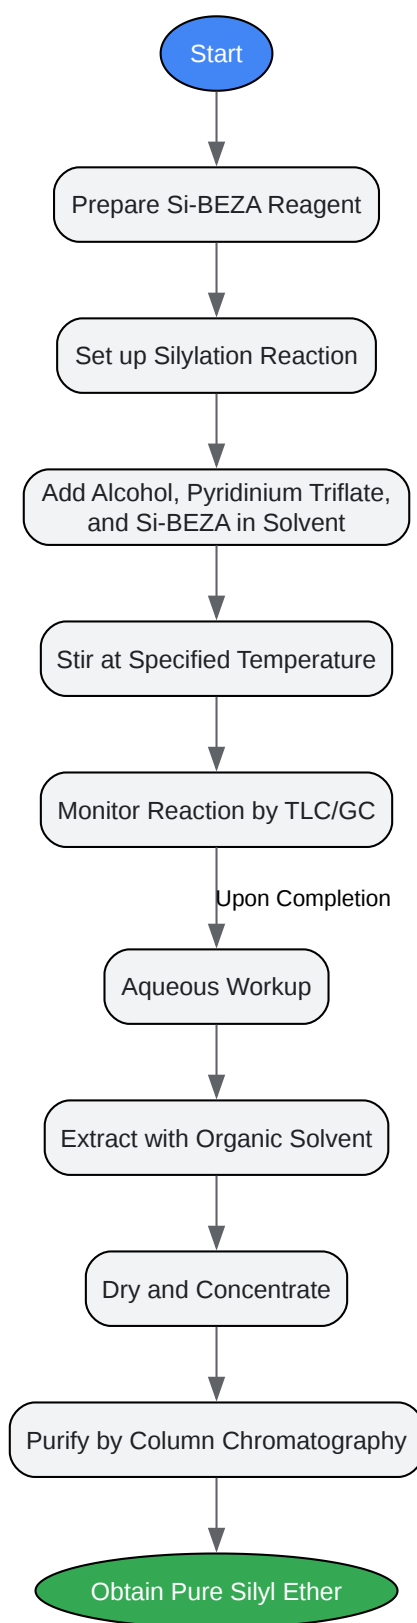 Start
Prepare Si-BEZA Reagent
Set up Silylation Reaction
Add Alcohol, Pyridinium Triflate,
and Si-BEZA in Solvent
Stir at Specified Temperature
Monitor Reaction by TLC/GC
Upon Completion
Aqueous Workup
Extract with Organic Solvent
Dry and Concentrate
Purify by Column Chromatography
Obtain Pure Silyl Ether